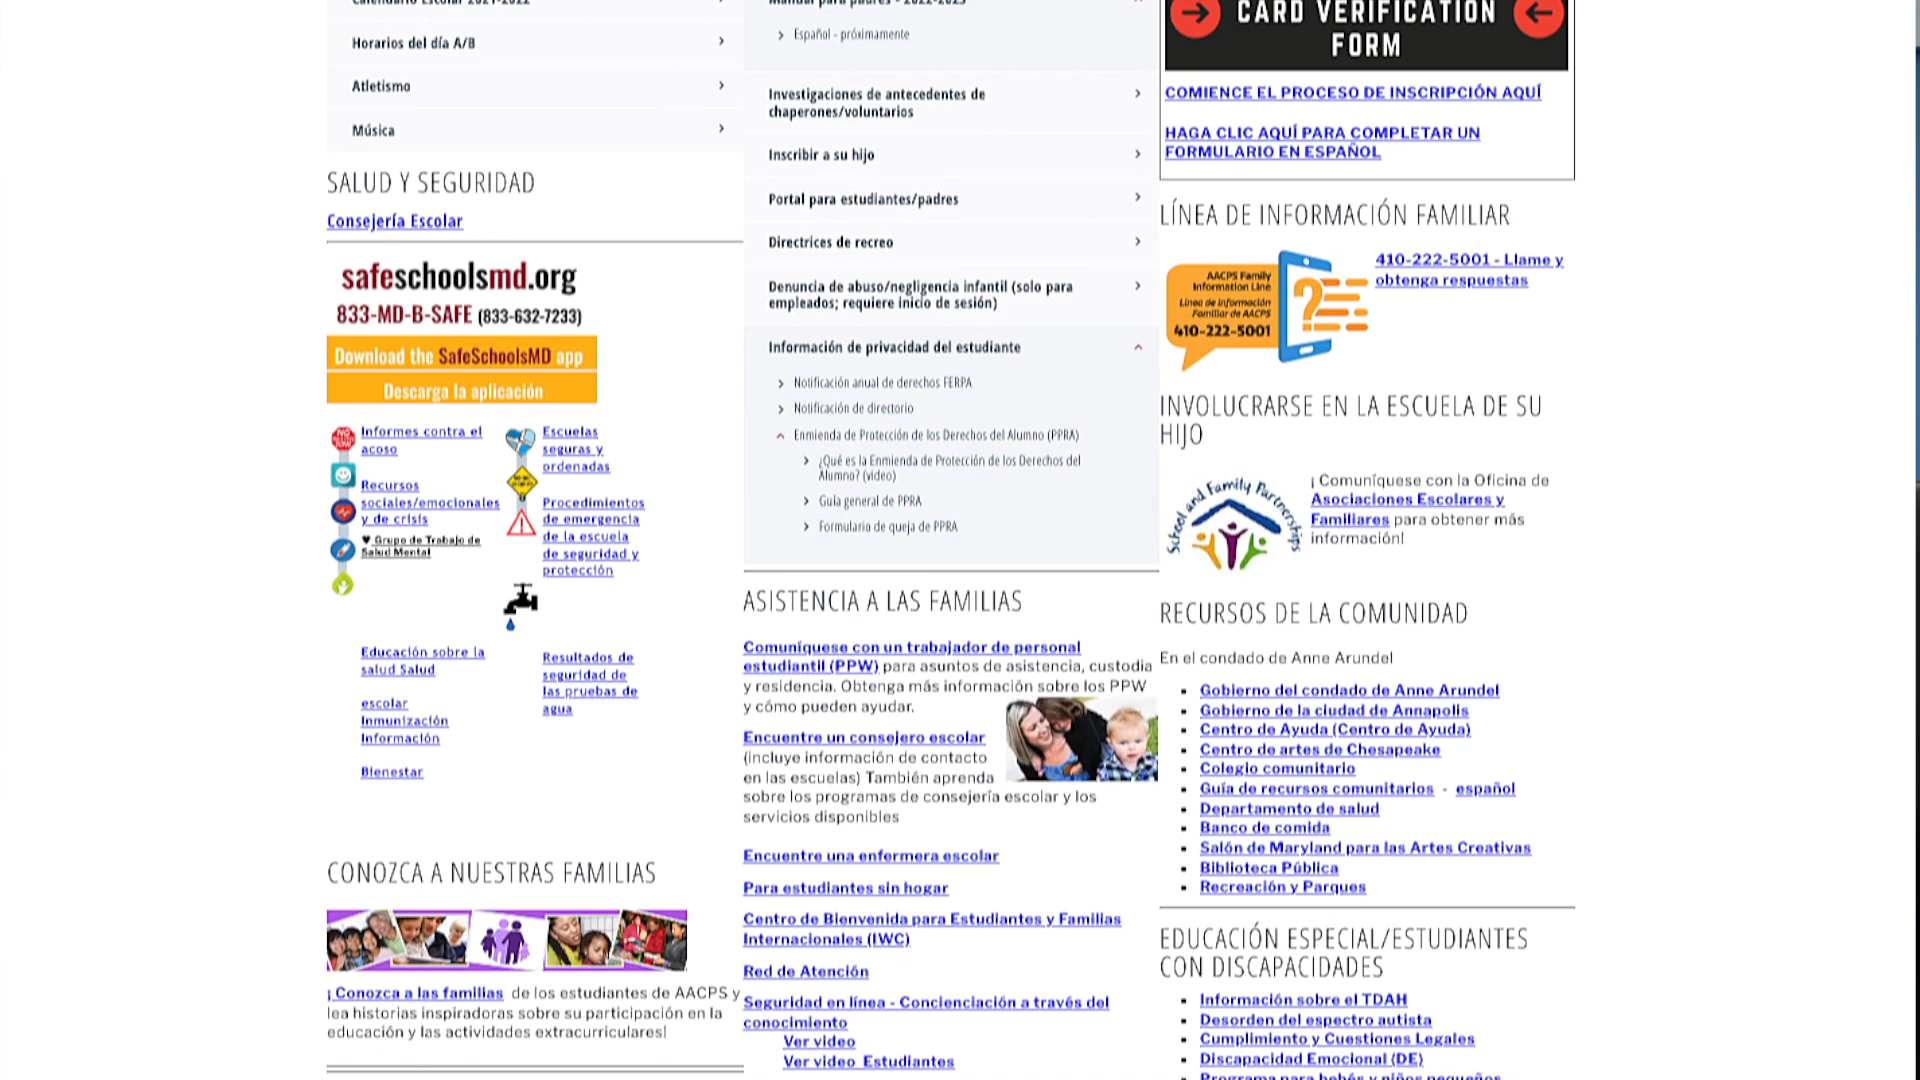 Calendario Escolar 2021-2022
Horarios del día A/B
Atletismo
Música
SALUD Y SEGURIDAD
Consejería Escolar
safeschoolsmd.org
833-MD-B-SAFE (833-632-7233)
Download the SafeSchoolsMD app
Descarga la aplicación
Informes contra el
acoso
Recursos
sociales/emocionales
y de crisis
♥ Grupo de Trabajo de
Salud Mental
Educación sobre la
salud Salud
escolar
Inmunización
Información
Bienestar
Escuelas
seguras y
ordenadas
Procedimientos
de emergencia
de la escuela
de seguridad y
protección
Resultados de
seguridad de
las pruebas de
agua
CONOZCA A NUESTRAS FAMILIAS
¡ Conozca a las familias de los estudiantes de AACPS y
lea historias inspiradoras sobre su participación en la
educación y las actividades extracurriculares!
Manual para padres - 2022-2023
Español - próximamente
Investigaciones de antecedentes de
chaperones/voluntarios
Inscribir a su hijo
Portal para estudiantes/padres
Directrices de recreo
Denuncia de abuso/negligencia infantil (solo para
empleados; requiere inicio de sesión)
Información de privacidad del estudiante
Notificación anual de derechos FERPA
Notificación de directorio
Enmienda de Protección de los Derechos del Alumno (PPRA)
¿Qué es la Enmienda de Protección de los Derechos del
Alumno? (video)
Guía general de PPRA
Formulario de queja de PPRA
ASISTENCIA A LAS FAMILIAS
Comuníquese con un trabajador de personal
estudiantil (PPW) para asuntos de asistencia, custodia
y residencia. Obtenga más información sobre los PPW
y cómo pueden ayudar.
Encuentre un consejero escolar
(incluye información de contacto
en las escuelas) También aprenda
sobre los programas de consejería escolar y los
servicios disponibles
Encuentre una enfermera escolar
Para estudiantes sin hogar
Centro de Bienvenida para Estudiantes y Familias
Internacionales (IWC)
Red de Atención
Seguridad en línea - Concienciación a través del
conocimiento
Ver video
Ver video Estudiantes
CARD VERIFICATION
FORM
COMIENCE EL PROCESO DE INSCRIPCIÓN AQUÍ
HAGA CLIC AQUÍ PARA COMPLETAR UN
FORMULARIO EN ESPAÑOL
LÍNEA DE INFORMACIÓN FAMILIAR
AACPS Family
Information Line
Línea de Información
Familiar de AACPS
410-222-5001
410-222-5001 - Llame y
obtenga respuestas
INVOLUCRARSE EN LA ESCUELA DE SU
HIJO
School and Family Partnerships
¡ Comuníquese con la Oficina de
Asociaciones Escolares y
Familiares para obtener más
información!
RECURSOS DE LA COMUNIDAD
En el condado de Anne Arundel
Gobierno del condado de Anne Arundel
Gobierno de la ciudad de Annapolis
Centro de Ayuda (Centro de Ayuda)
Centro de artes de Chesapeake
Colegio comunitario
Guía de recursos comunitarios - español
Departamento de salud
Banco de comida
Salón de Maryland para las Artes Creativas
Biblioteca Pública
Recreación y Parques
EDUCACIÓN ESPECIAL/ESTUDIANTES
CON DISCAPACIDADES
Información sobre el TDAH
Desorden del espectro autista
Cumplimiento y Cuestiones Legales
Discapacidad Emocional (DE)
Programa para bebés y niños pequeños